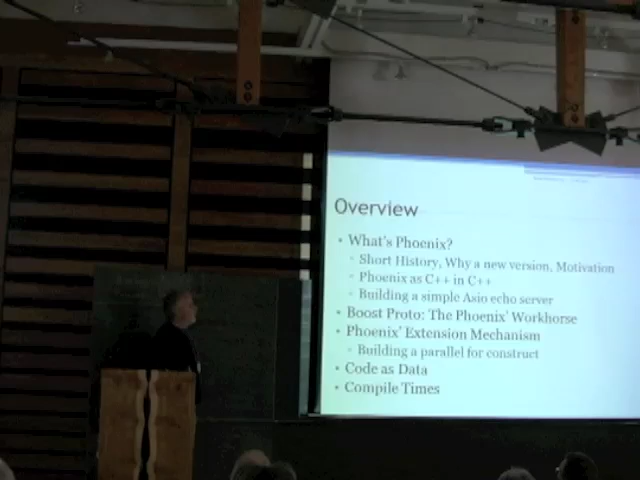 Overview
• What's Phoenix?
▫ Short History, Why a new version, Motivation
▫ Phoenix as C++ in C++
▫ Building a simple Asio echo server
• Boost Proto: The Phoenix' Workhorse
• Phoenix' Extension Mechanism
▫ Building a parallel for construct
• Code as Data
• Compile Times